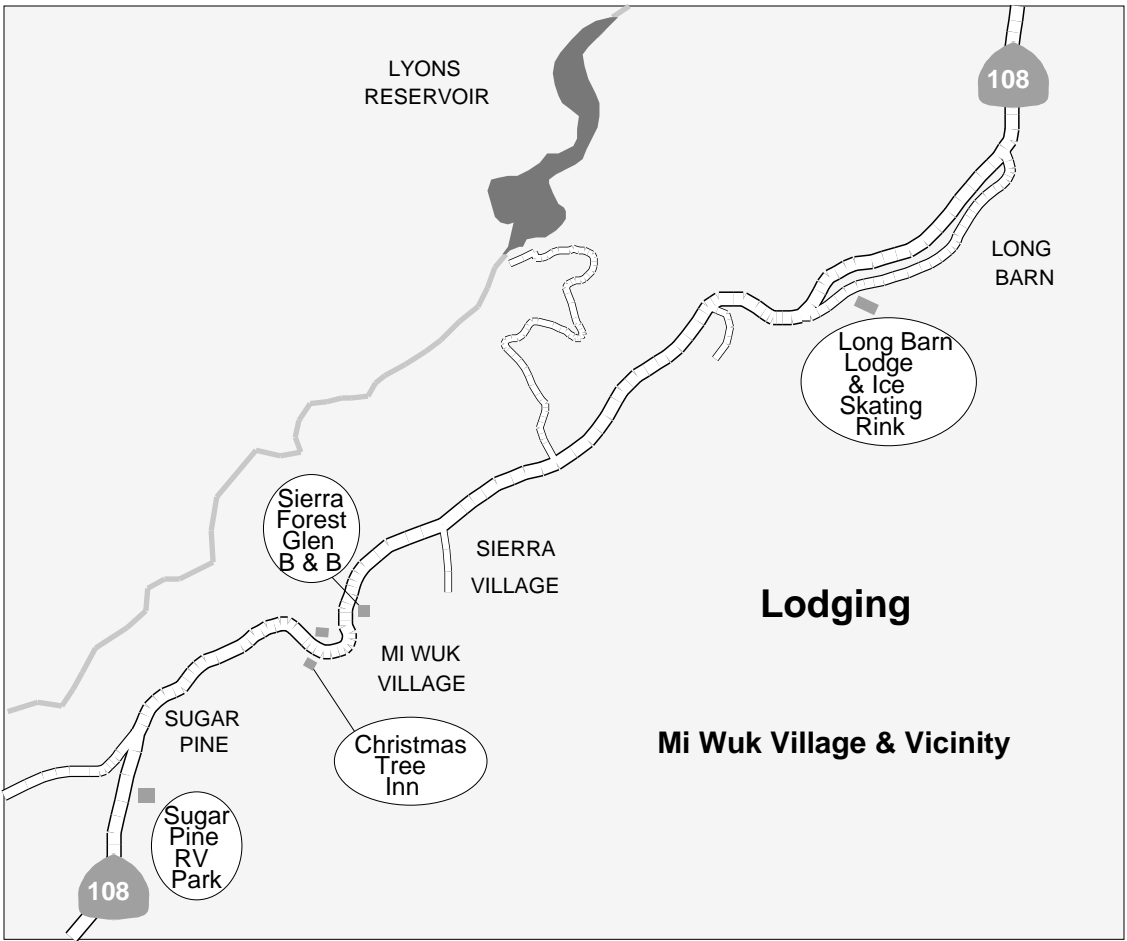 LYONS
RESERVOIR
108
LONG
BARN
Long Barn
Lodge
& Ice
Skating
Rink
Sierra
Forest
Glen
B & B
SIERRA
VILLAGE
Lodging
MI WUK
VILLAGE
SUGAR
PINE
Christmas
Tree
Inn
Mi Wuk Village & Vicinity
Sugar
Pine
RV
Park
108